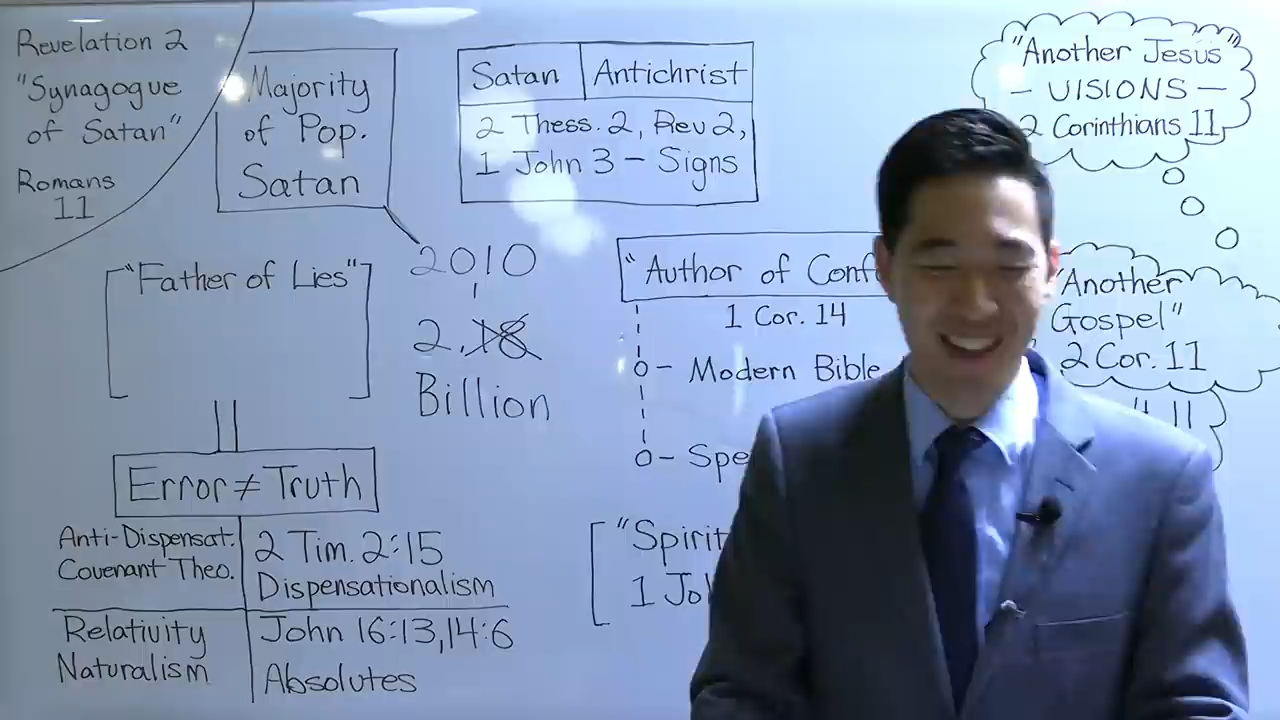 Revelation 2
"Synagogue
of Satan"
Romans
11
Majority
of Pop.
Satan
Satan
Antichrist
2 Thess. 2, Rev 2,
1 John 3 – Signs
"Another Jesus"
– VISIONS –
2 Corinthians 11
"Father of Lies"
2010
2.18
Billion
"Author of
1 Cor. 14
o- Modern Bible
o-
"Another
Gospel"
2 Cor. 11
11
Error ≠ Truth
Anti-Dispensat.
Covenant Theo.
2 Tim. 2:15
Dispensationalism
Relativity
Naturalism
John 16:13, 14:6
Absolutes
"Spirit
1